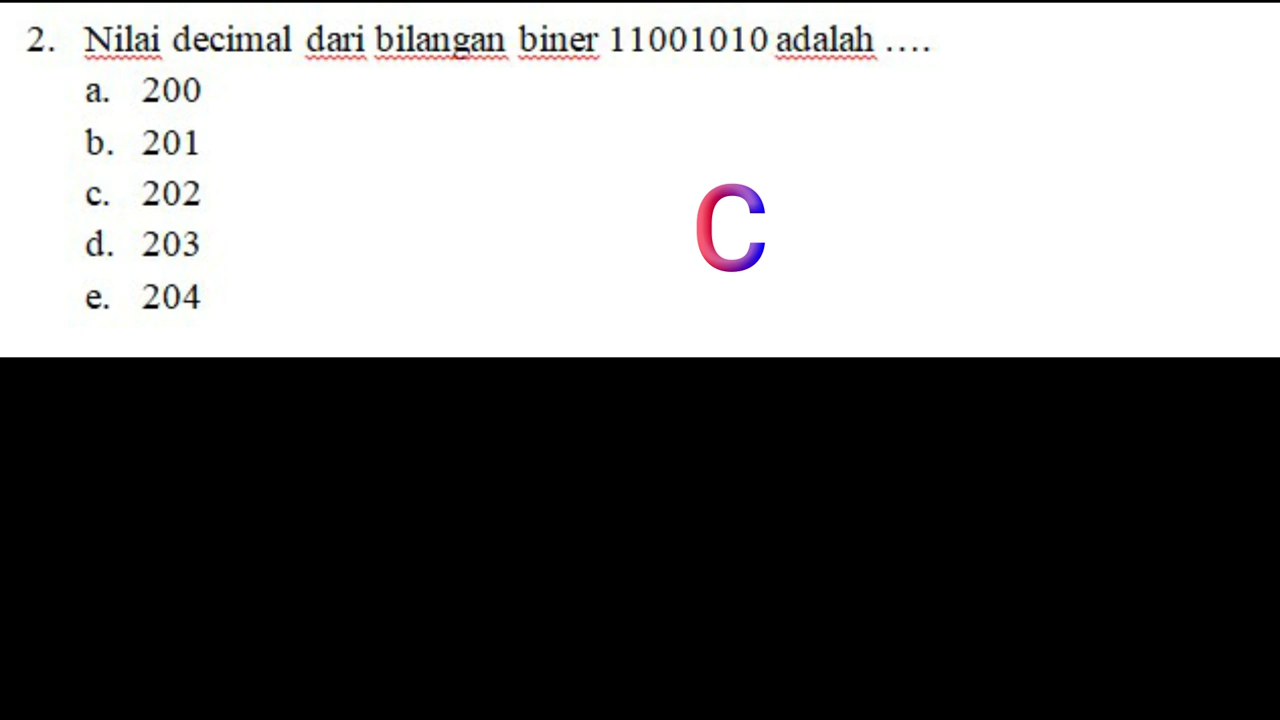 2. Nilai decimal dari bilangan biner 11001010 adalah ....
a. 200
b. 201
c. 202
d. 203
e. 204
C